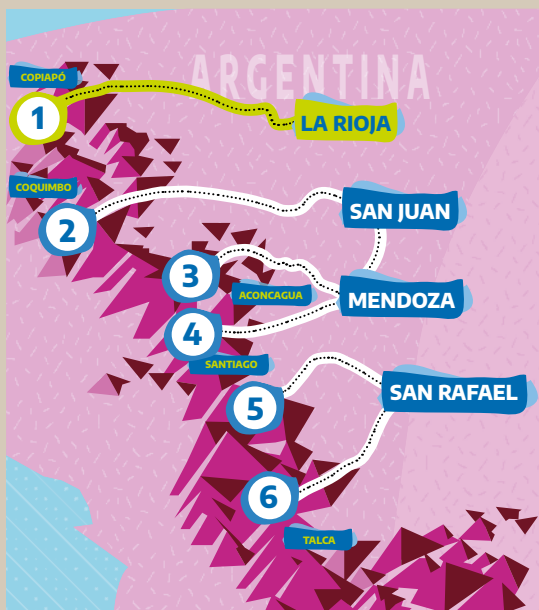 ARGENTINA
COPIAPÓ
1
LA RIOJA
COQUIMBO
2
SAN JUAN
3
ACONCAGUA
MENDOZA
4
SANTIAGO
SAN RAFAEL
5
6
TALCA